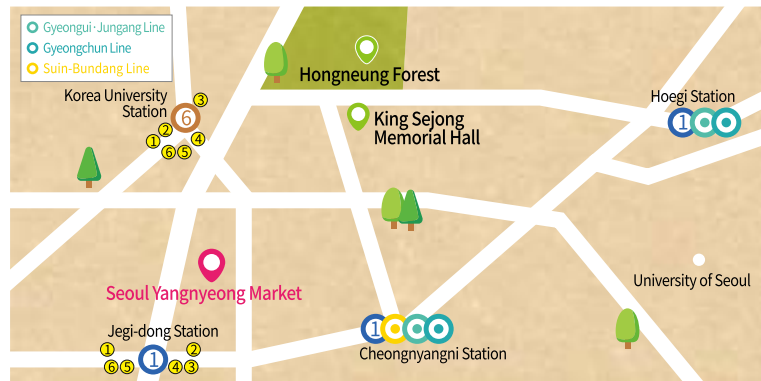 Gyeongui·Jungang Line
Gyeongchun Line
Suin-Bundang Line
Hongneung Forest
Korea University
Station
6
3
2
1
4
6 5
King Sejong
Memorial Hall
Hoegi Station
1
University of Seoul
Seoul Yangnyeong Market
Jegi-dong Station
1
2
6 5
1
4 3
1
Cheongnyangni Station